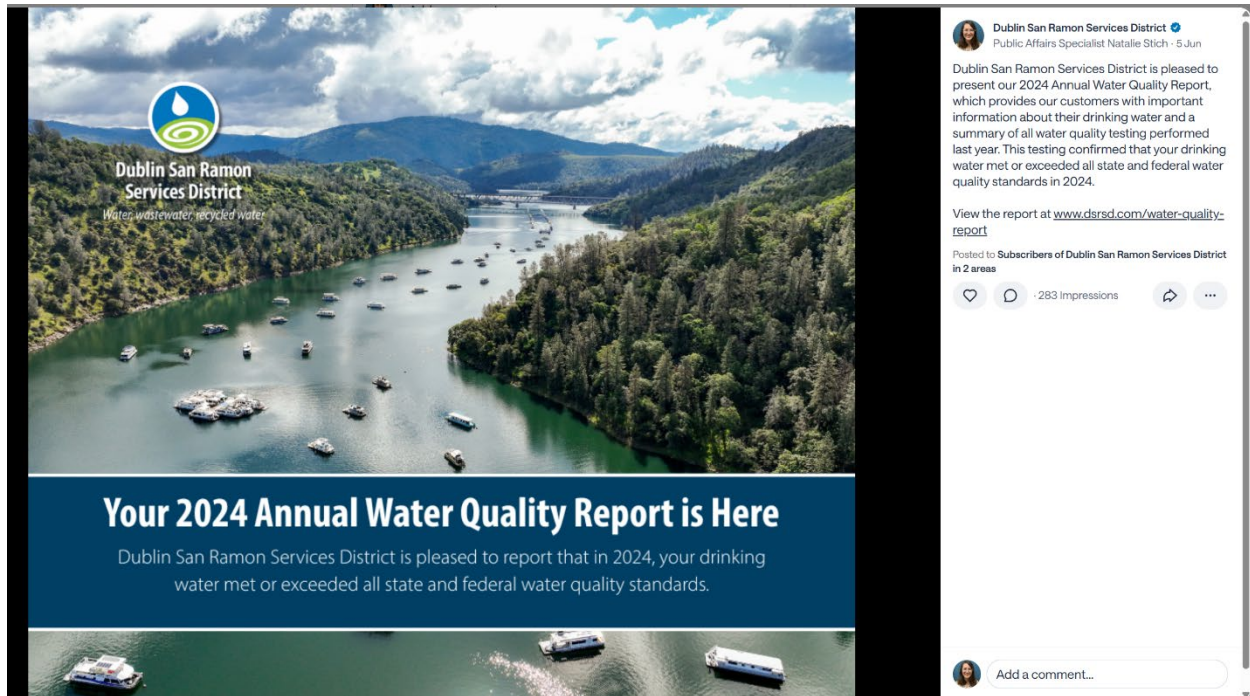 Dublin San Ramon
Services District
Water, wastewater, recycled water
Your 2024 Annual Water Quality Report is Here
Dublin San Ramon Services District is pleased to report that in 2024, your drinking
water met or exceeded all state and federal water quality standards.
Dublin San Ramon Services District
Public Affairs Specialist Natalie Stich · 5 Jun
Dublin San Ramon Services District is pleased to
present our 2024 Annual Water Quality Report,
which provides our customers with important
information about their drinking water and a
summary of all water quality testing performed
last year. This testing confirmed that your drinking
water met or exceeded all state and federal water
quality standards in 2024.
View the report at www.dsrsd.com/water-quality-
report
Posted to Subscribers of Dublin San Ramon Services District
in 2 areas
· 283 Impressions
Add a comment...